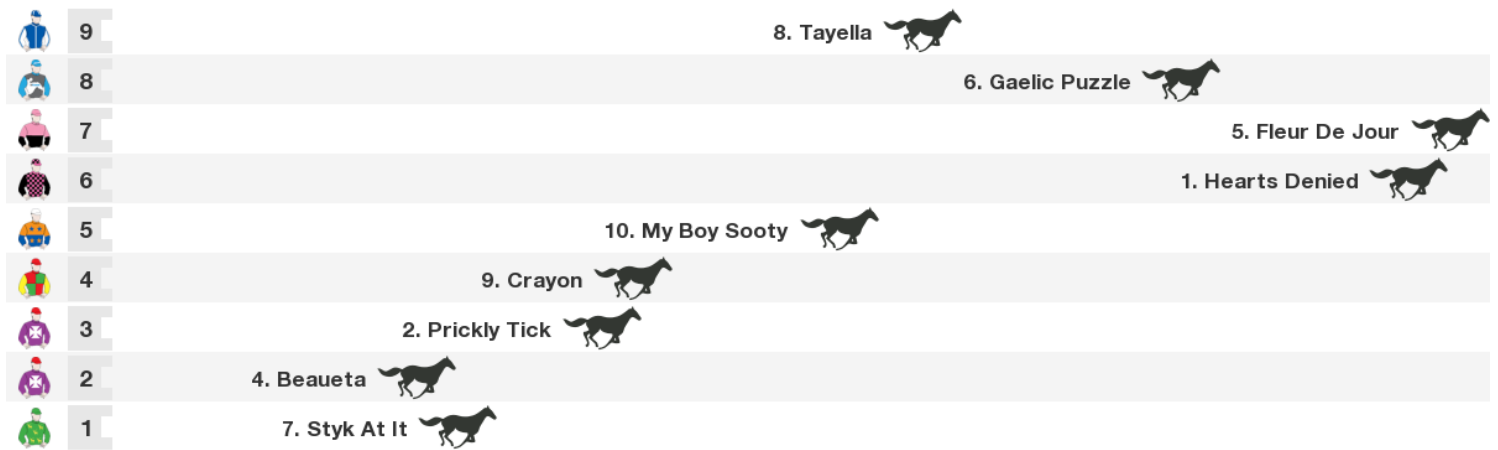 9 8. Tayella
8 6. Gaelic Puzzle
7 5. Fleur De Jour
6 1. Hearts Denied
5 10. My Boy Sooty
4 9. Crayon
3 2. Prickly Tick
2 4. Beaueta
1 7. Styk At It